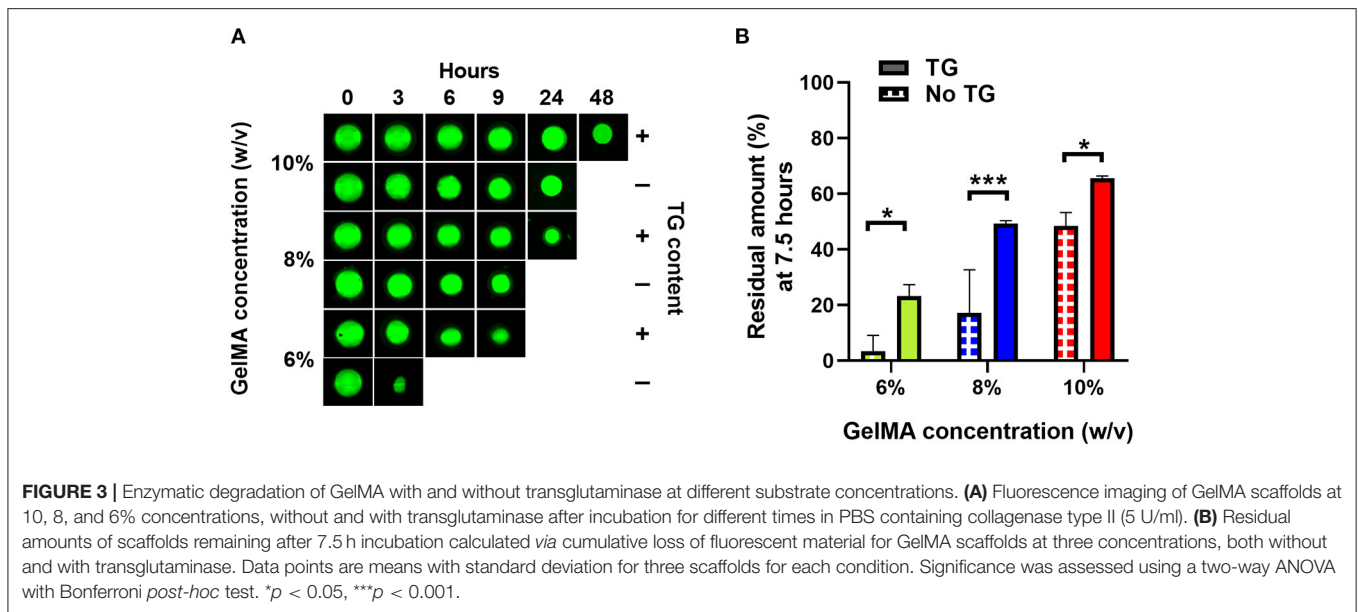 A
Hours
0 3 6 9 24 48
GelMA concentration (w/v)
10%
8%
6%
+
−
+
−
+
−
TG content
B
TG
No TG
Residual amount (%)
at 7.5 hours
100
80
60
40
20
0
*
***
*
6% 8% 10%
GelMA concentration (w/v)
FIGURE 3 | Enzymatic degradation of GelMA with and without transglutaminase at different substrate concentrations. (A) Fluorescence imaging of GelMA scaffolds at
10, 8, and 6% concentrations, without and with transglutaminase after incubation for different times in PBS containing collagenase type II (5 U/ml). (B) Residual
amounts of scaffolds remaining after 7.5 h incubation calculated via cumulative loss of fluorescent material for GelMA scaffolds at three concentrations, both without
and with transglutaminase. Data points are means with standard deviation for three scaffolds for each condition. Significance was assessed using a two-way ANOVA
with Bonferroni post-hoc test. *p < 0.05, ***p < 0.001.